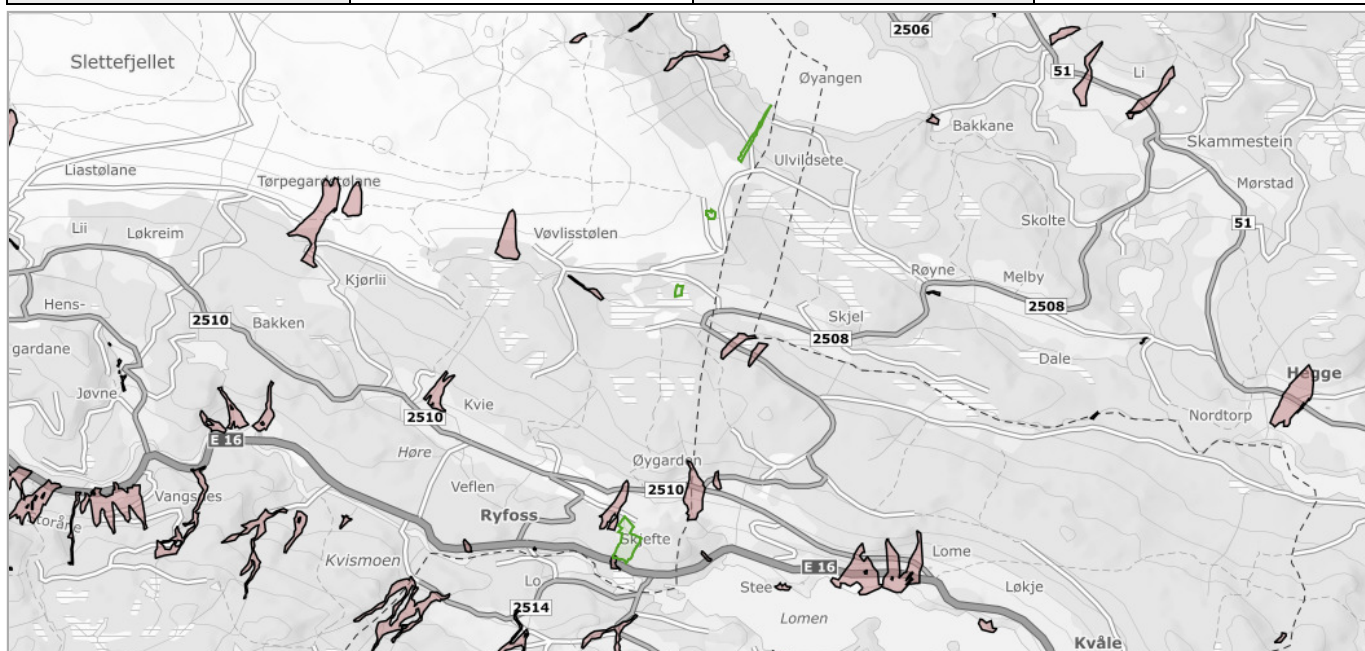 2506
Slettefjellet
51
Li
Øyangen
Bakkane
Skammestein
Ulvildsete
Liastølane
Mørstad
Skolte
51
Lii
Løkreim
Vøvlisstølen
Kjørlii
Røyne
Melby
Hens-
gardane
2510
Bakken
2508
Skjel
2508
Dale
Hegge
Jøvne
2510
Kvie
Nordtorp
E 16
Høre
Øygarden
Veflen
2510
Vangsnes
Ryfoss
Skjefte
Lome
Kvismoen
E 16
Lo
Stee
Løkje
2514
Lomen
Kvåle